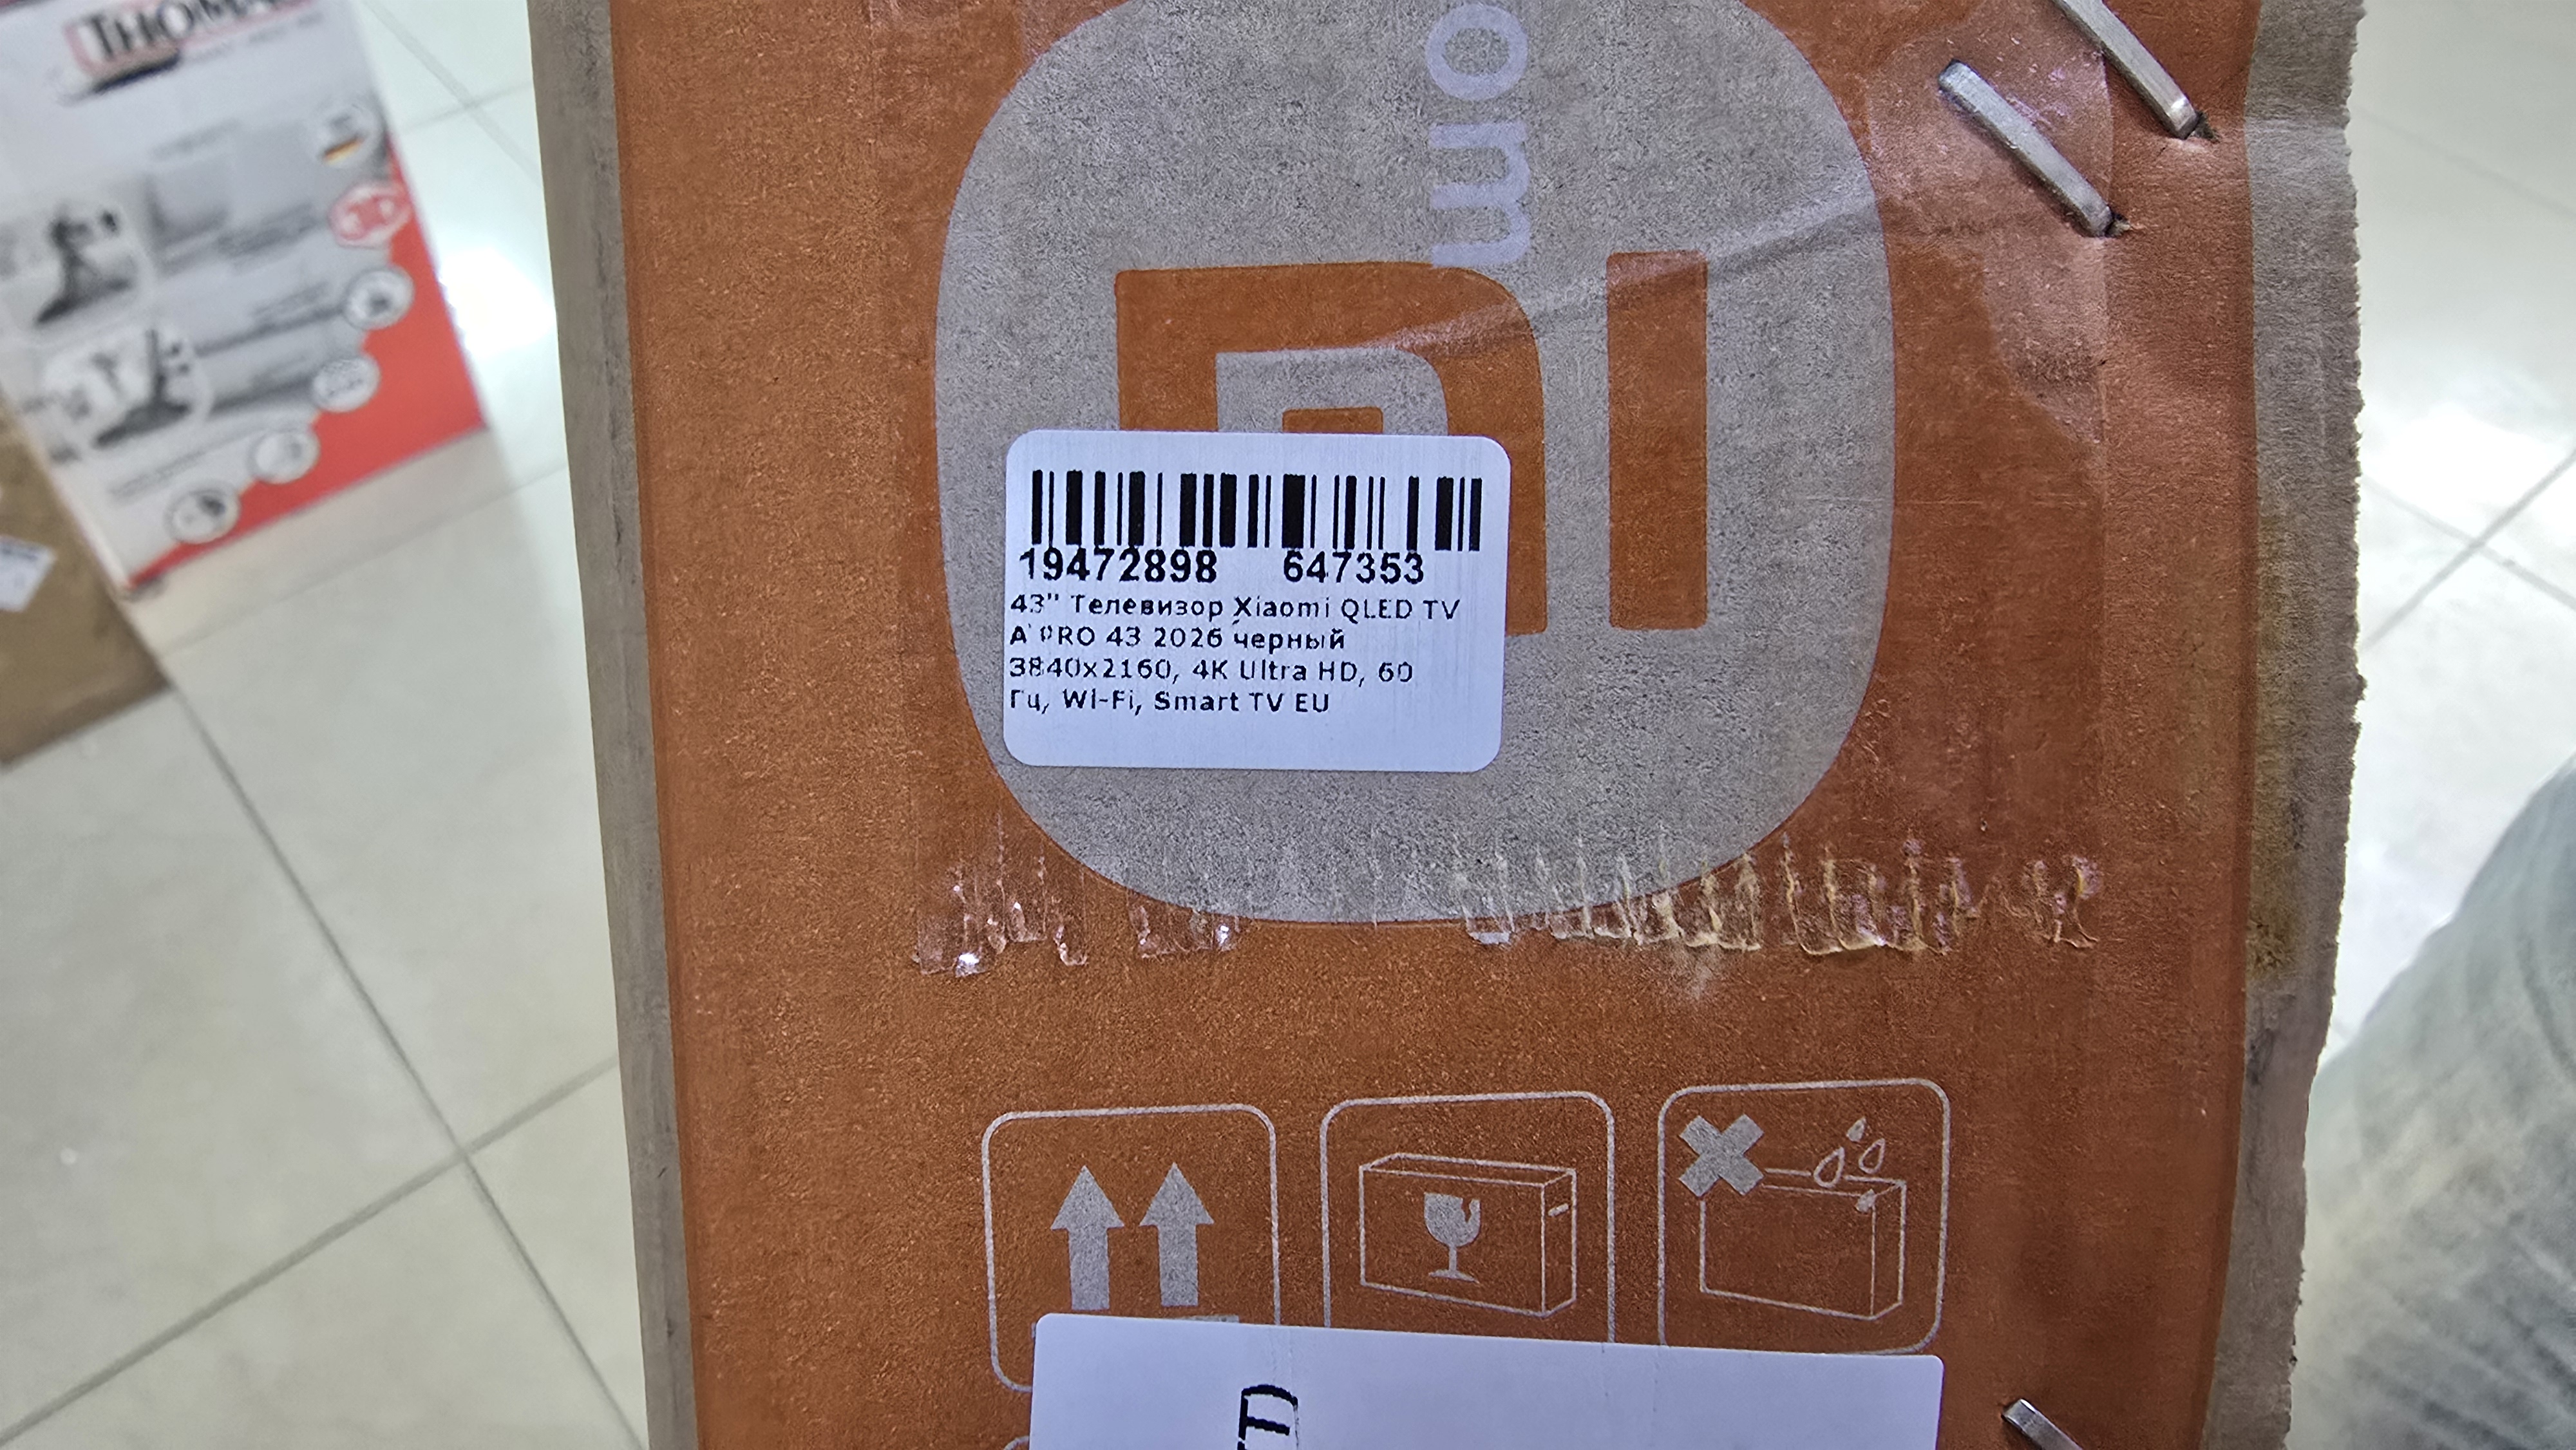 om
19472898 647353
43" Телевизор Xiaomi QLED TV
PRO 43 2026 черный
3840x2160, 4K Ultra HD, 60
Гц, Wi-Fi, Smart TV EU